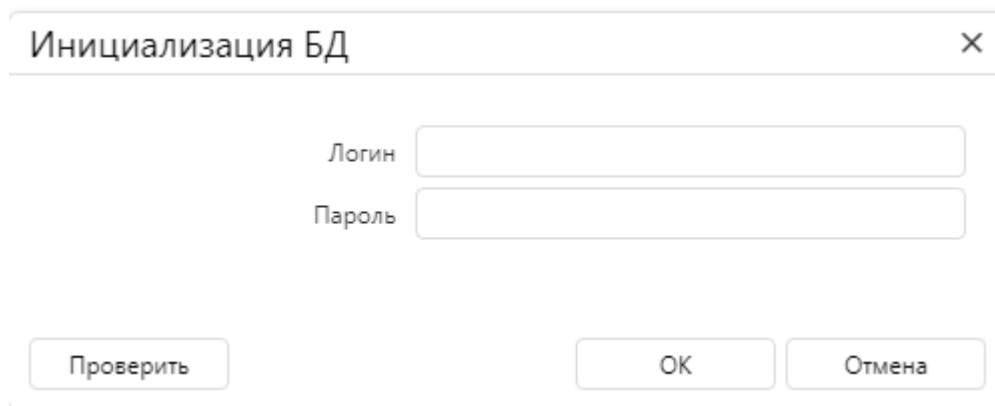 Инициализация БД
Логин
Пароль
Проверить
ОК
Отмена